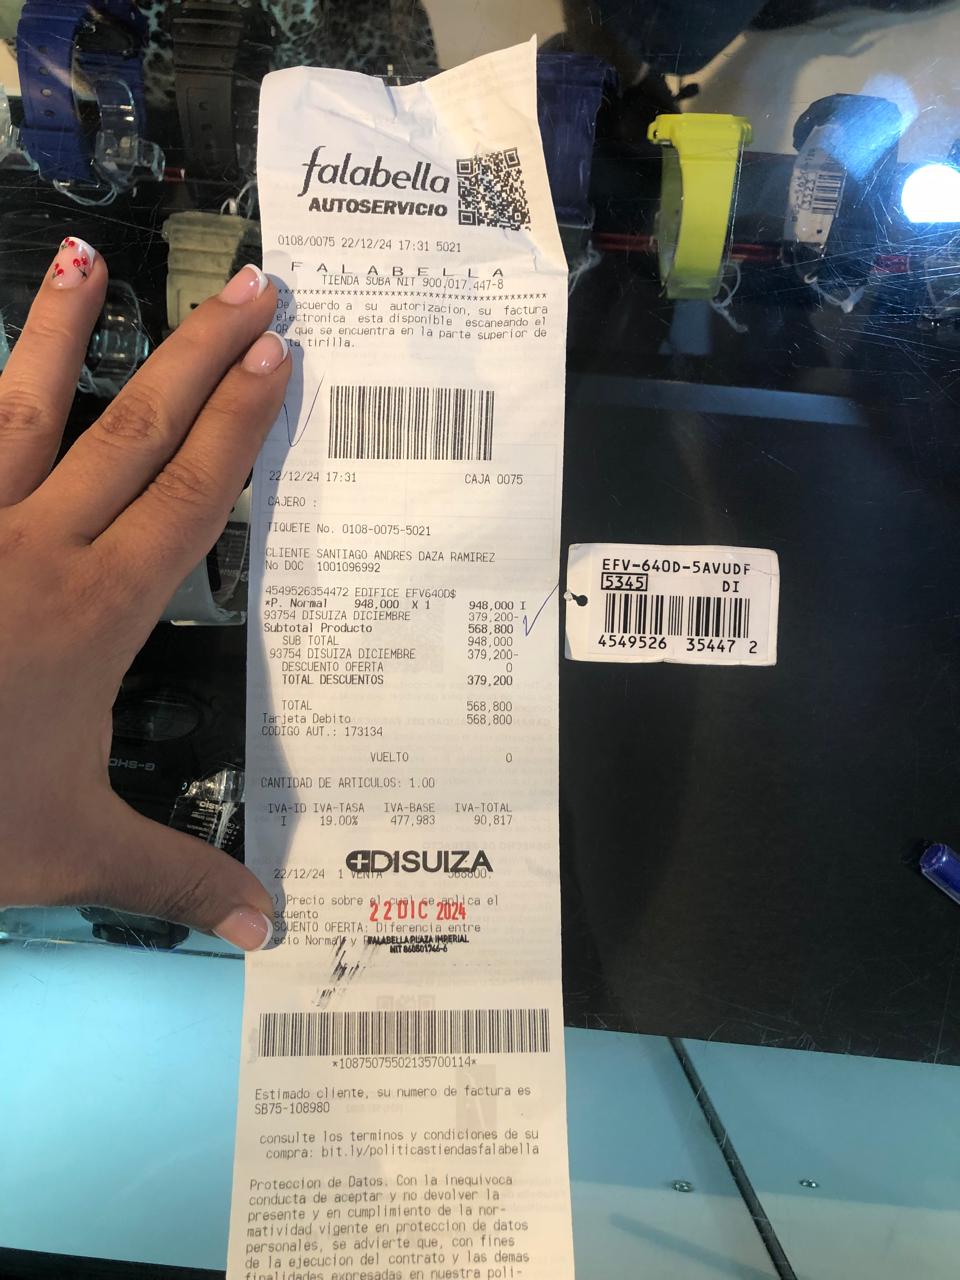 falabella
AUTOSERVICIO
0108/0075 22/12/24 17:31 5021
F A L A B E L L A
TIENDA SUBA NIT 900,017.447-8
De acuerdo a su autorizacion, su factura
electronica esta disponible escaneando el
QR que se encuentra en la parte superior de
tirilla.
22/12/24 17:31 CAJA 0075
CAJERO :
TIQUETE No. 0108-0075-5021
CLIENTE SANTIAGO ANDRES DAZA RAMIREZ
No DOC 1001096992
4549526354472 EDIFICE EFV640D$
*P. Normal 948,000 X 1 948,000 I
93754 DISUIZA DICIEMBRE 379,200-
Subtotal Producto 568,800
SUB TOTAL 948,000
93754 DISUIZA DICIEMBRE 379,200-
DESCUENTO OFERTA 0
TOTAL DESCUENTOS 379,200
TOTAL 568,800
Tarjeta Debito 568,800
CODIGO AUT.: 173134
VUELTO 0
CANTIDAD DE ARTICULOS: 1.00
IVA-ID IVA-TASA IVA-BASE IVA-TOTAL
I 19.00% 477,983 90,817
DISUIZA
22/12/24 1 VENTA 568800.
) Precio sobre el cual se aplica el
scuento
22 DIC 2024
SCUENTO OFERTA: Diferencia entre
ecio Normal y
FALABELLA PLAZA IMPERIAL
NIT 860501746-6
*10875075502135700114*
Estimado cliente, su numero de factura es
SB75-108980
consulte los terminos y condiciones de su
compra: bit.ly/politicastiendasfalabella
Proteccion de Datos. Con la inequivoca
conducta de aceptar y no devolver la
presente y en cumplimiento de la nor-
matividad vigente en proteccion de datos
personales, se advierte que, con fines
de la ejecucion del contrato y las demas
finalidades expresadas en nuestra poli-
EFV-640D-5AVUDF
5345 DI
4549526 35447 2
G-SHOCK